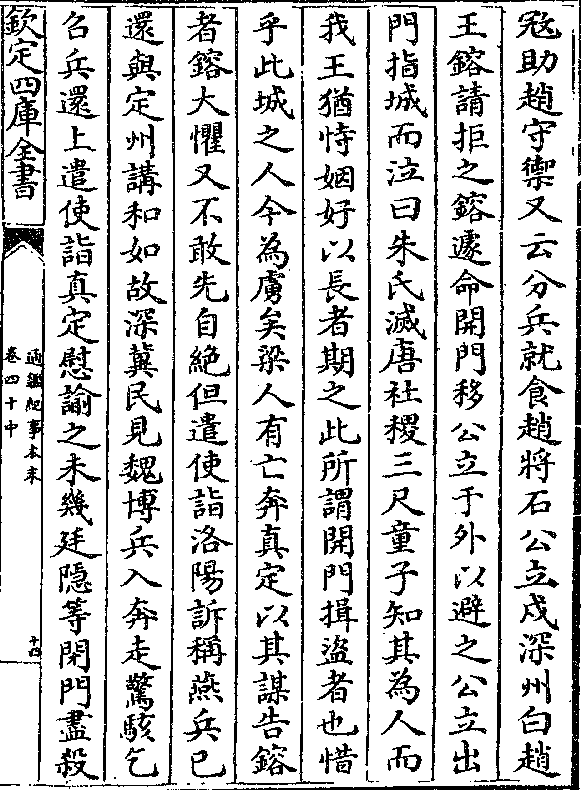 冦助趙守禦又云分兵就食趙將石公立戍深州白趙
王鎔請拒之鎔遽命開門移公立于外以避之公立出
門指城而泣曰朱氏滅唐社稷三尺童子知其為人而
我王猶恃姻好以長者期之此所謂開門揖盜者也惜
乎此城之人今為虜矣梁人有亡奔真定以其謀告鎔
者鎔大懼又不敢先自絶但遣使詣洛陽訴稱燕兵已
還與定州講和如故深冀民見魏博兵入奔走驚駭乞
召兵還上遣使詣真定慰諭之未幾廷隠等閉門盡殺
欽定四庫全書
通鑑紀事本末
卷四十中
十四